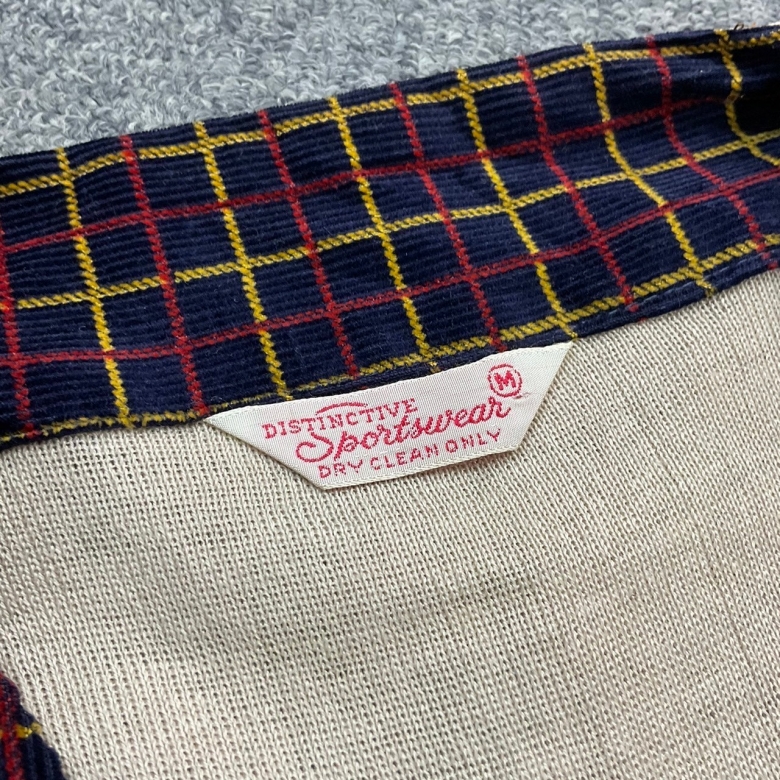 M
DISTINCTIVE
Sportswear
DRY CLEAN ONLY